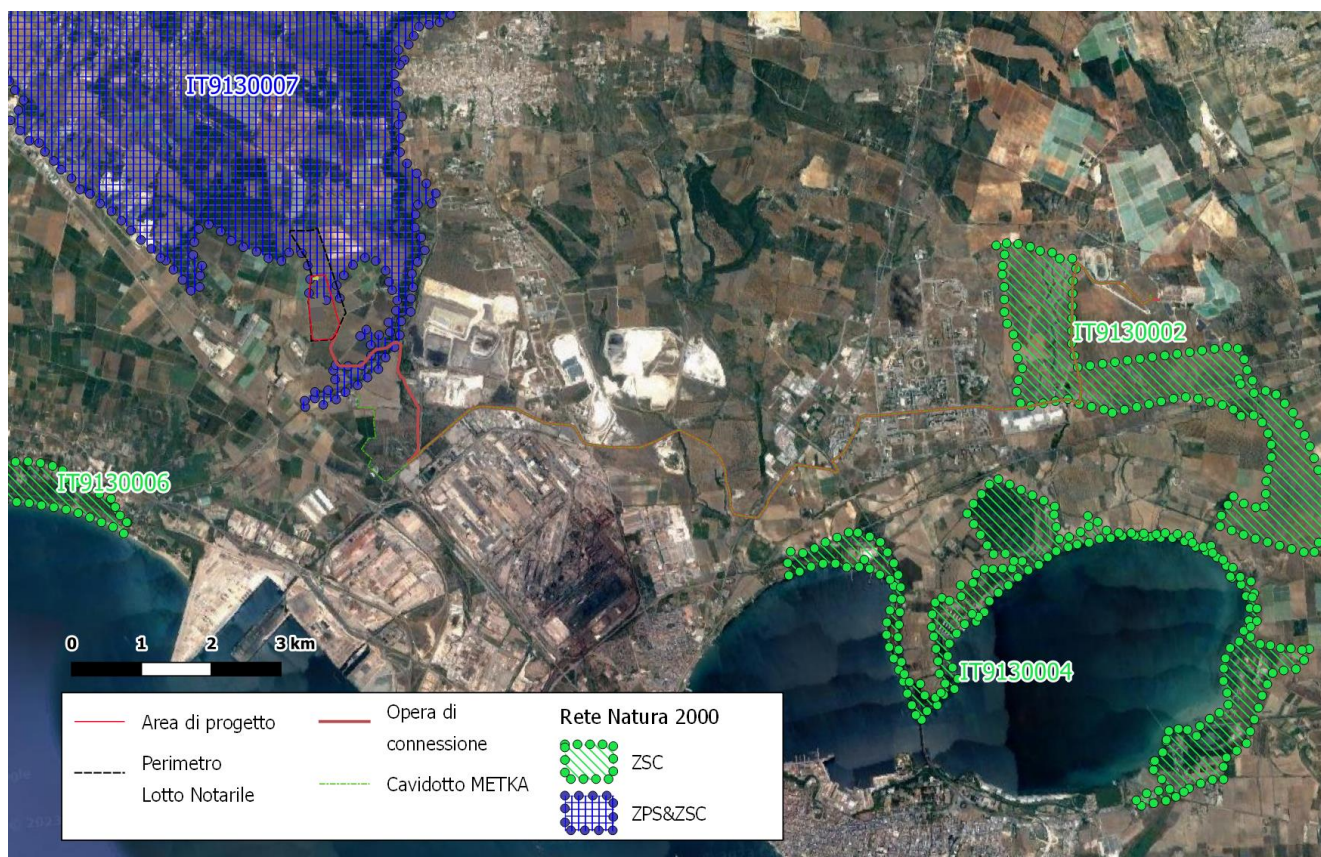 IT9130007
IT9130002
IT9130006
IT9130004
0 1 2 3 km
Area di progetto
Perimetro
Lotto Notarile
Opera di
connessione
Cavidotto METKA
Rete Natura 2000
ZSC
ZPS&ZSC